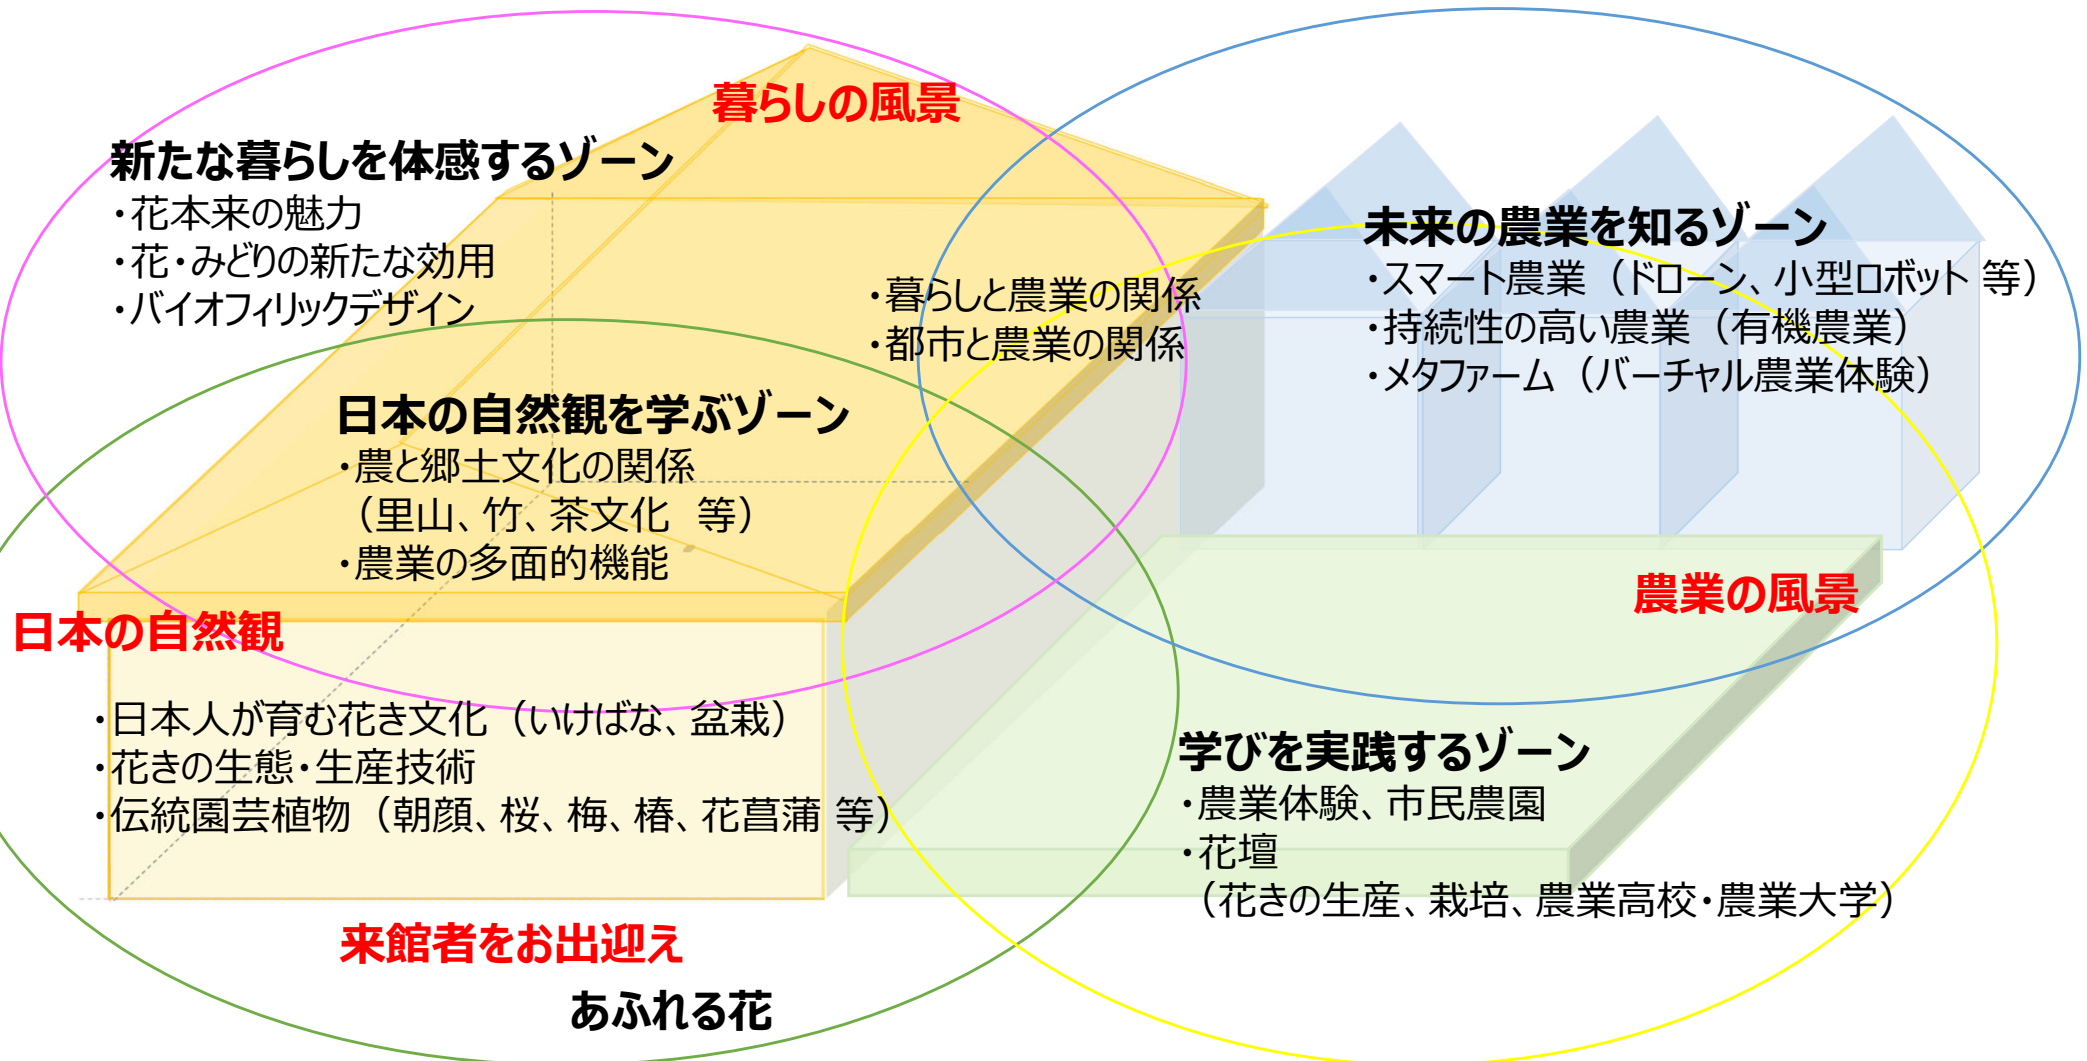 暮らしの風景
新たな暮らしを体感するゾーン
・花本来の魅力
・花・みどりの新たな効用
・バイオフィリックデザイン
・暮らしと農業の関係
・都市と農業の関係
未来の農業を知るゾーン
・スマート農業（ドローン、小型ロボット 等）
・持続性の高い農業（有機農業）
・メタファーム（バーチャル農業体験）
日本の自然観を学ぶゾーン
・農と郷土文化の関係
（里山、竹、茶文化　等）
・農業の多面的機能
日本の自然観
・日本人が育む花き文化（いけばな、盆栽）
・花きの生態・生産技術
・伝統園芸植物（朝顔、桜、梅、椿、花菖蒲 等）
農業の風景
学びを実践するゾーン
・農業体験、市民農園
・花壇
（花きの生産、栽培、農業高校・農業大学）
来館者をお出迎え
あふれる花